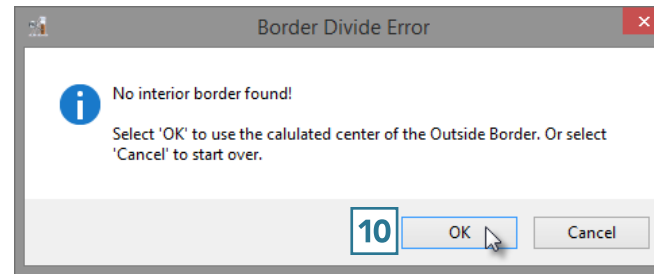 Border Divide Error
No interior border found!
Select 'OK' to use the calulated center of the Outside Border. Or select
'Cancel' to start over.
10
OK
Cancel